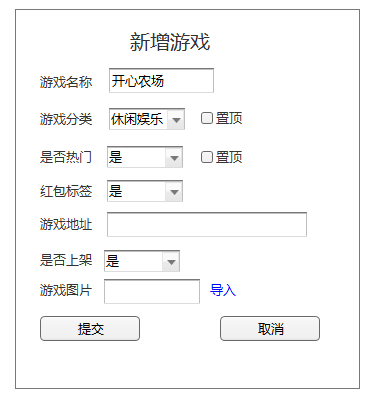 新增游戏
游戏名称 开心农场
游戏分类 休闲娱乐 置顶
是否热门 是 置顶
红包标签 是
游戏地址
是否上架 是
游戏图片 导入
提交 取消